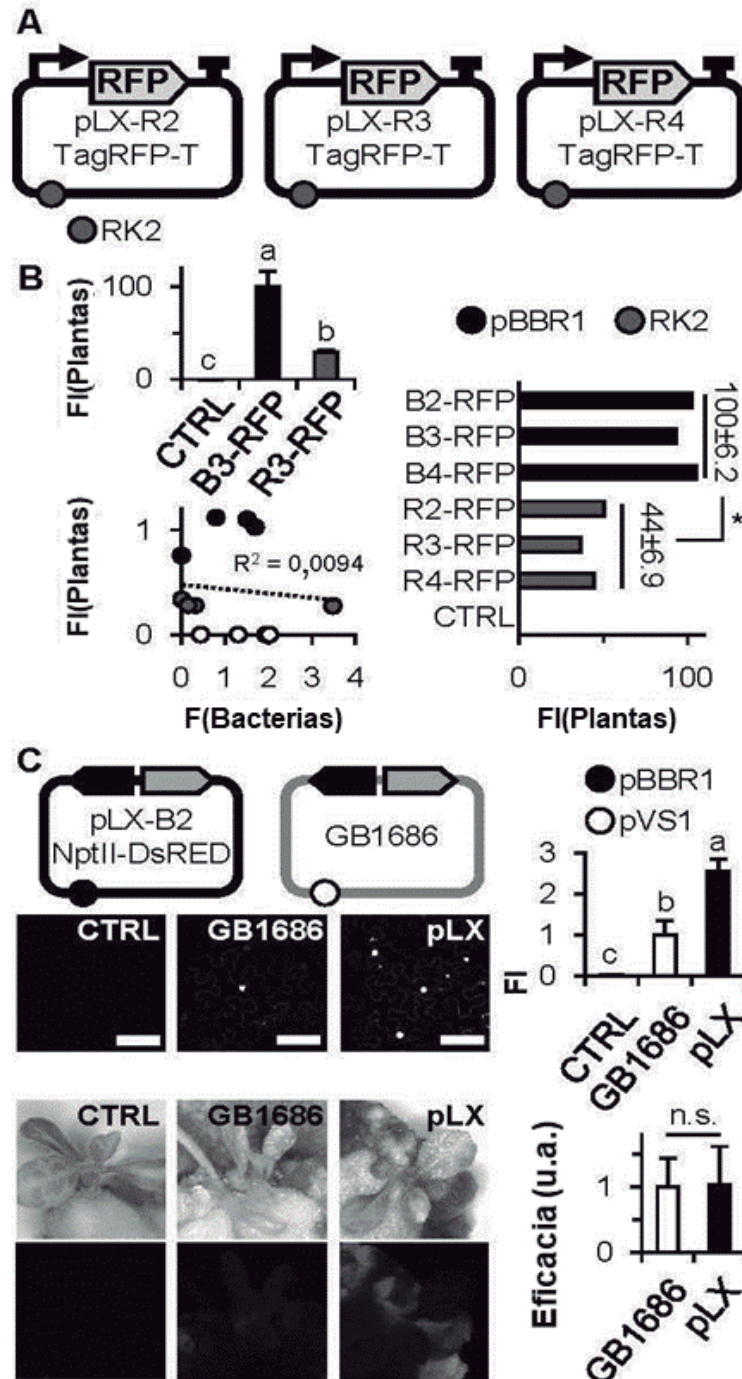 A
RFP
pLX-R2
TagRFP-T
RFP
pLX-R3
TagRFP-T
RFP
pLX-R4
TagRFP-T
RK2
B
FI(Plantas)
100
0
c
a
b
CTRL
B3-RFP
R3-RFP
FI(Plantas)
1
0
R² = 0,0094
0 1 2 3 4
F(Bacterias)
pBBR1 RK2
B2-RFP
B3-RFP
B4-RFP
R2-RFP
R3-RFP
R4-RFP
CTRL
100±6.2
44±6.9
*
0 100
FI(Plantas)
C
pLX-B2
NptII-DsRED
GB1686
pBBR1
pVS1
CTRL GB1686 pLX
FI
3
2
1
0
c
b
a
CTRL
GB1686
pLX
CTRL GB1686 pLX
Eficacia (u.a.)
1
0
n.s.
GB1686
pLX